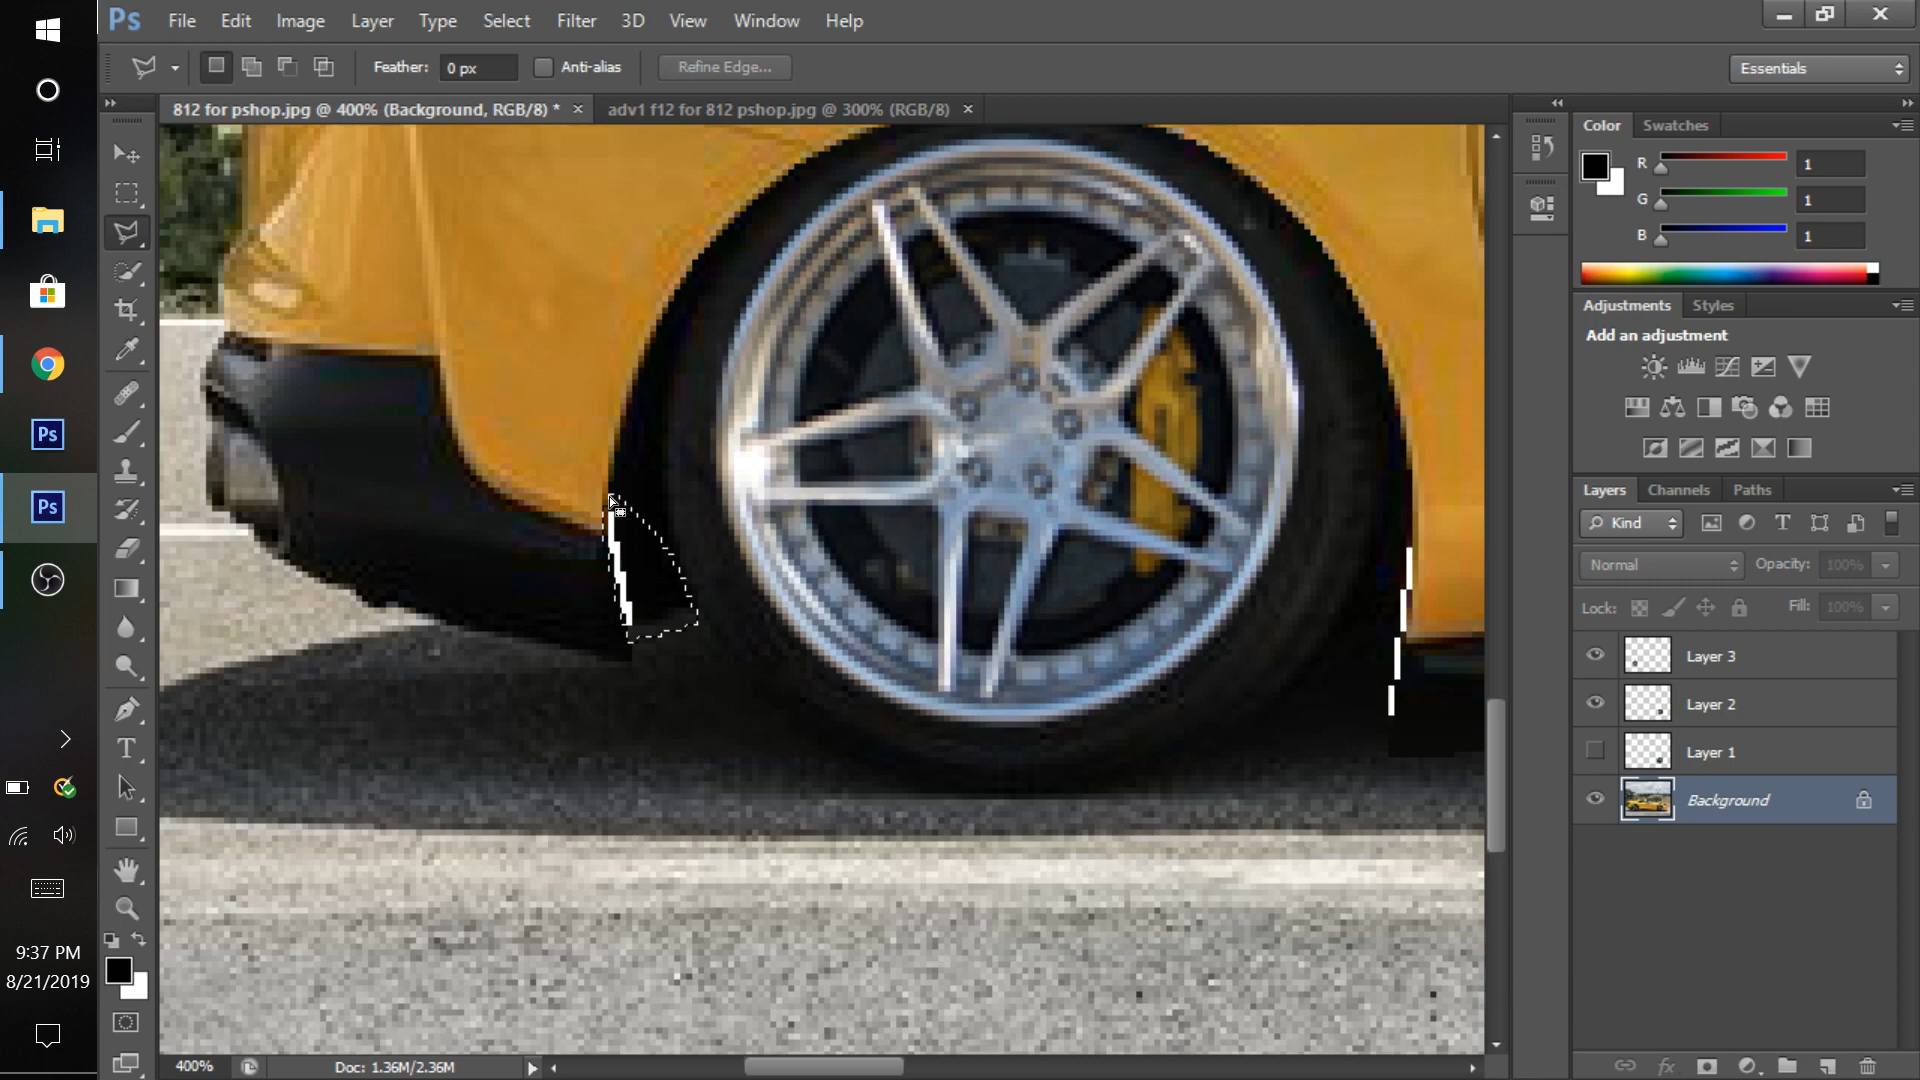 Ps File Edit Image Layer Type Select Filter 3D View Window Help
Feather: 0 px Anti-alias Refine Edge... Essentials
812 for pshop.jpg @ 400% (Background, RGB/8) * × adv1 f12 for 812 pshop.jpg @ 300% (RGB/8) ×
Color Swatches
R 1
G 1
B 1
Adjustments Styles
Add an adjustment
Layers Channels Paths
Kind
Normal Opacity: 100%
Lock: Fill: 100%
Layer 3
Layer 2
Layer 1
Background
fx
400% Doc: 1.36M/2.36M
Ps
Ps
T
T
9:37 PM
8/21/2019